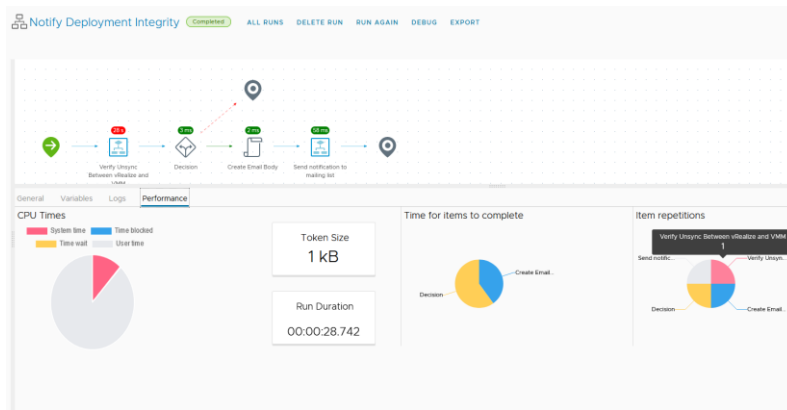 Notify Deployment Integrity Completed ALL RUNS DELETE RUN RUN AGAIN DEBUG EXPORT
28 s 3 ms 2 ms 58 ms
Verify Unsync Between vRealize and VMM
Decision
Create Email Body
Send notification to mailing list
General Variables Logs Performance
CPU Times
System time Time blocked
Time wait User time
Token Size
1 kB
Run Duration
00:00:28.742
Time for items to complete
Create Email..
Decision
Item repetitions
Verify Unsync Between vRealize and VMM
1
Send notific.. Verify Unsyn..
Decision Create Email..